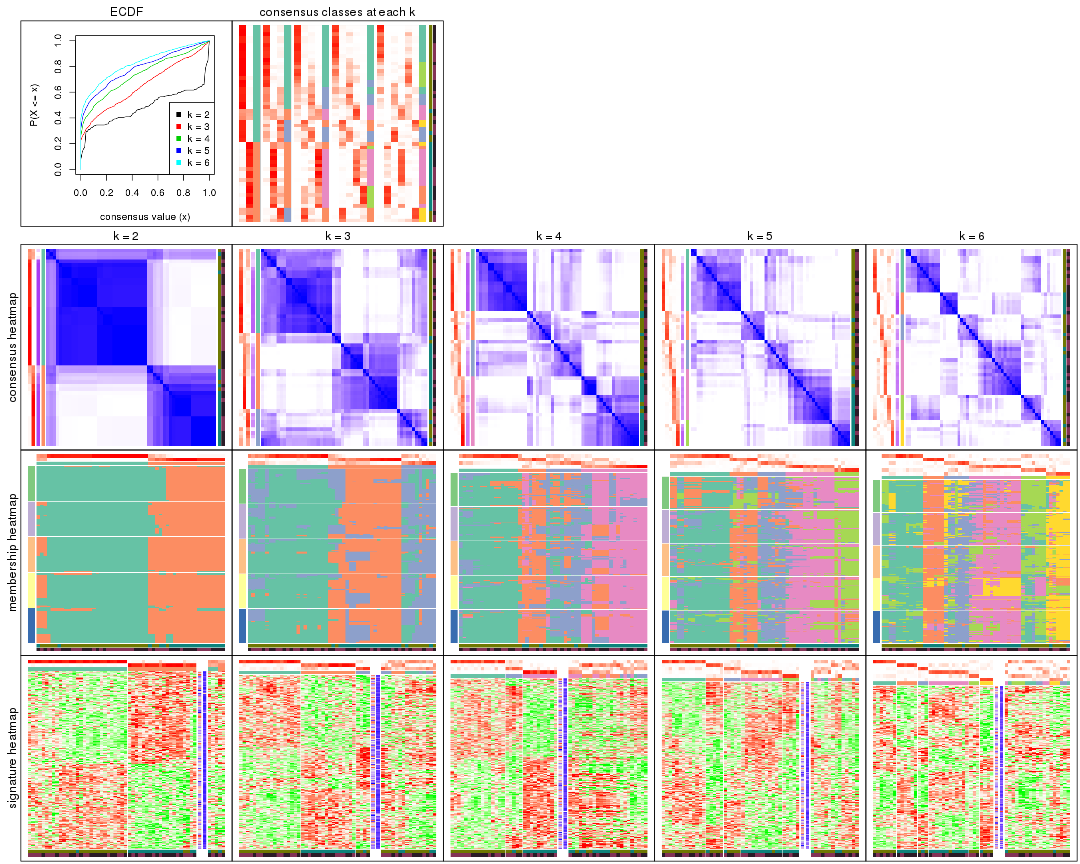 ECDF
consensus classes at each k
P(X <= x)
0.0 0.2 0.4 0.6 0.8 1.0
k = 2
k = 3
k = 4
k = 5
k = 6
0.0 0.2 0.4 0.6 0.8 1.0
consensus value (x)
k = 2 k = 3 k = 4 k = 5 k = 6
consensus heatmap
membership heatmap
signature heatmap